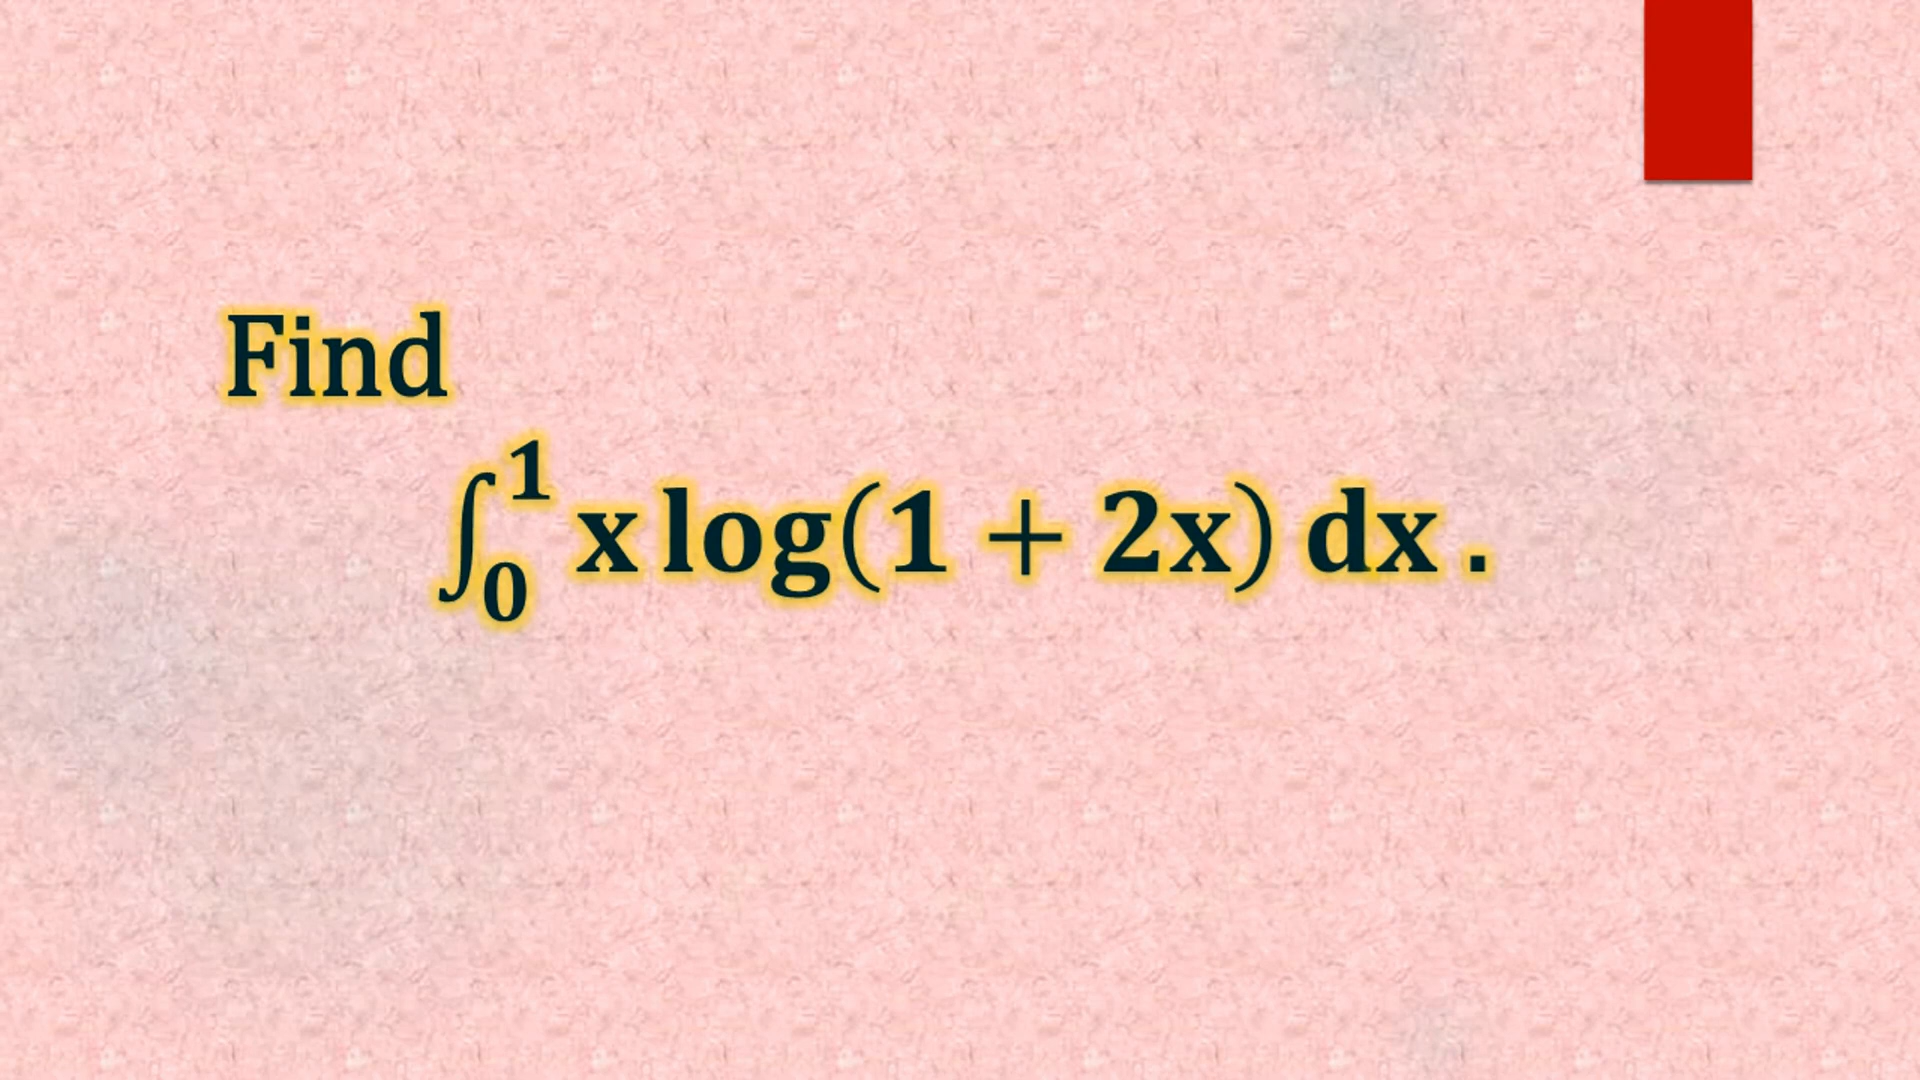 Find
∫₀¹ x log(1 + 2x) dx .